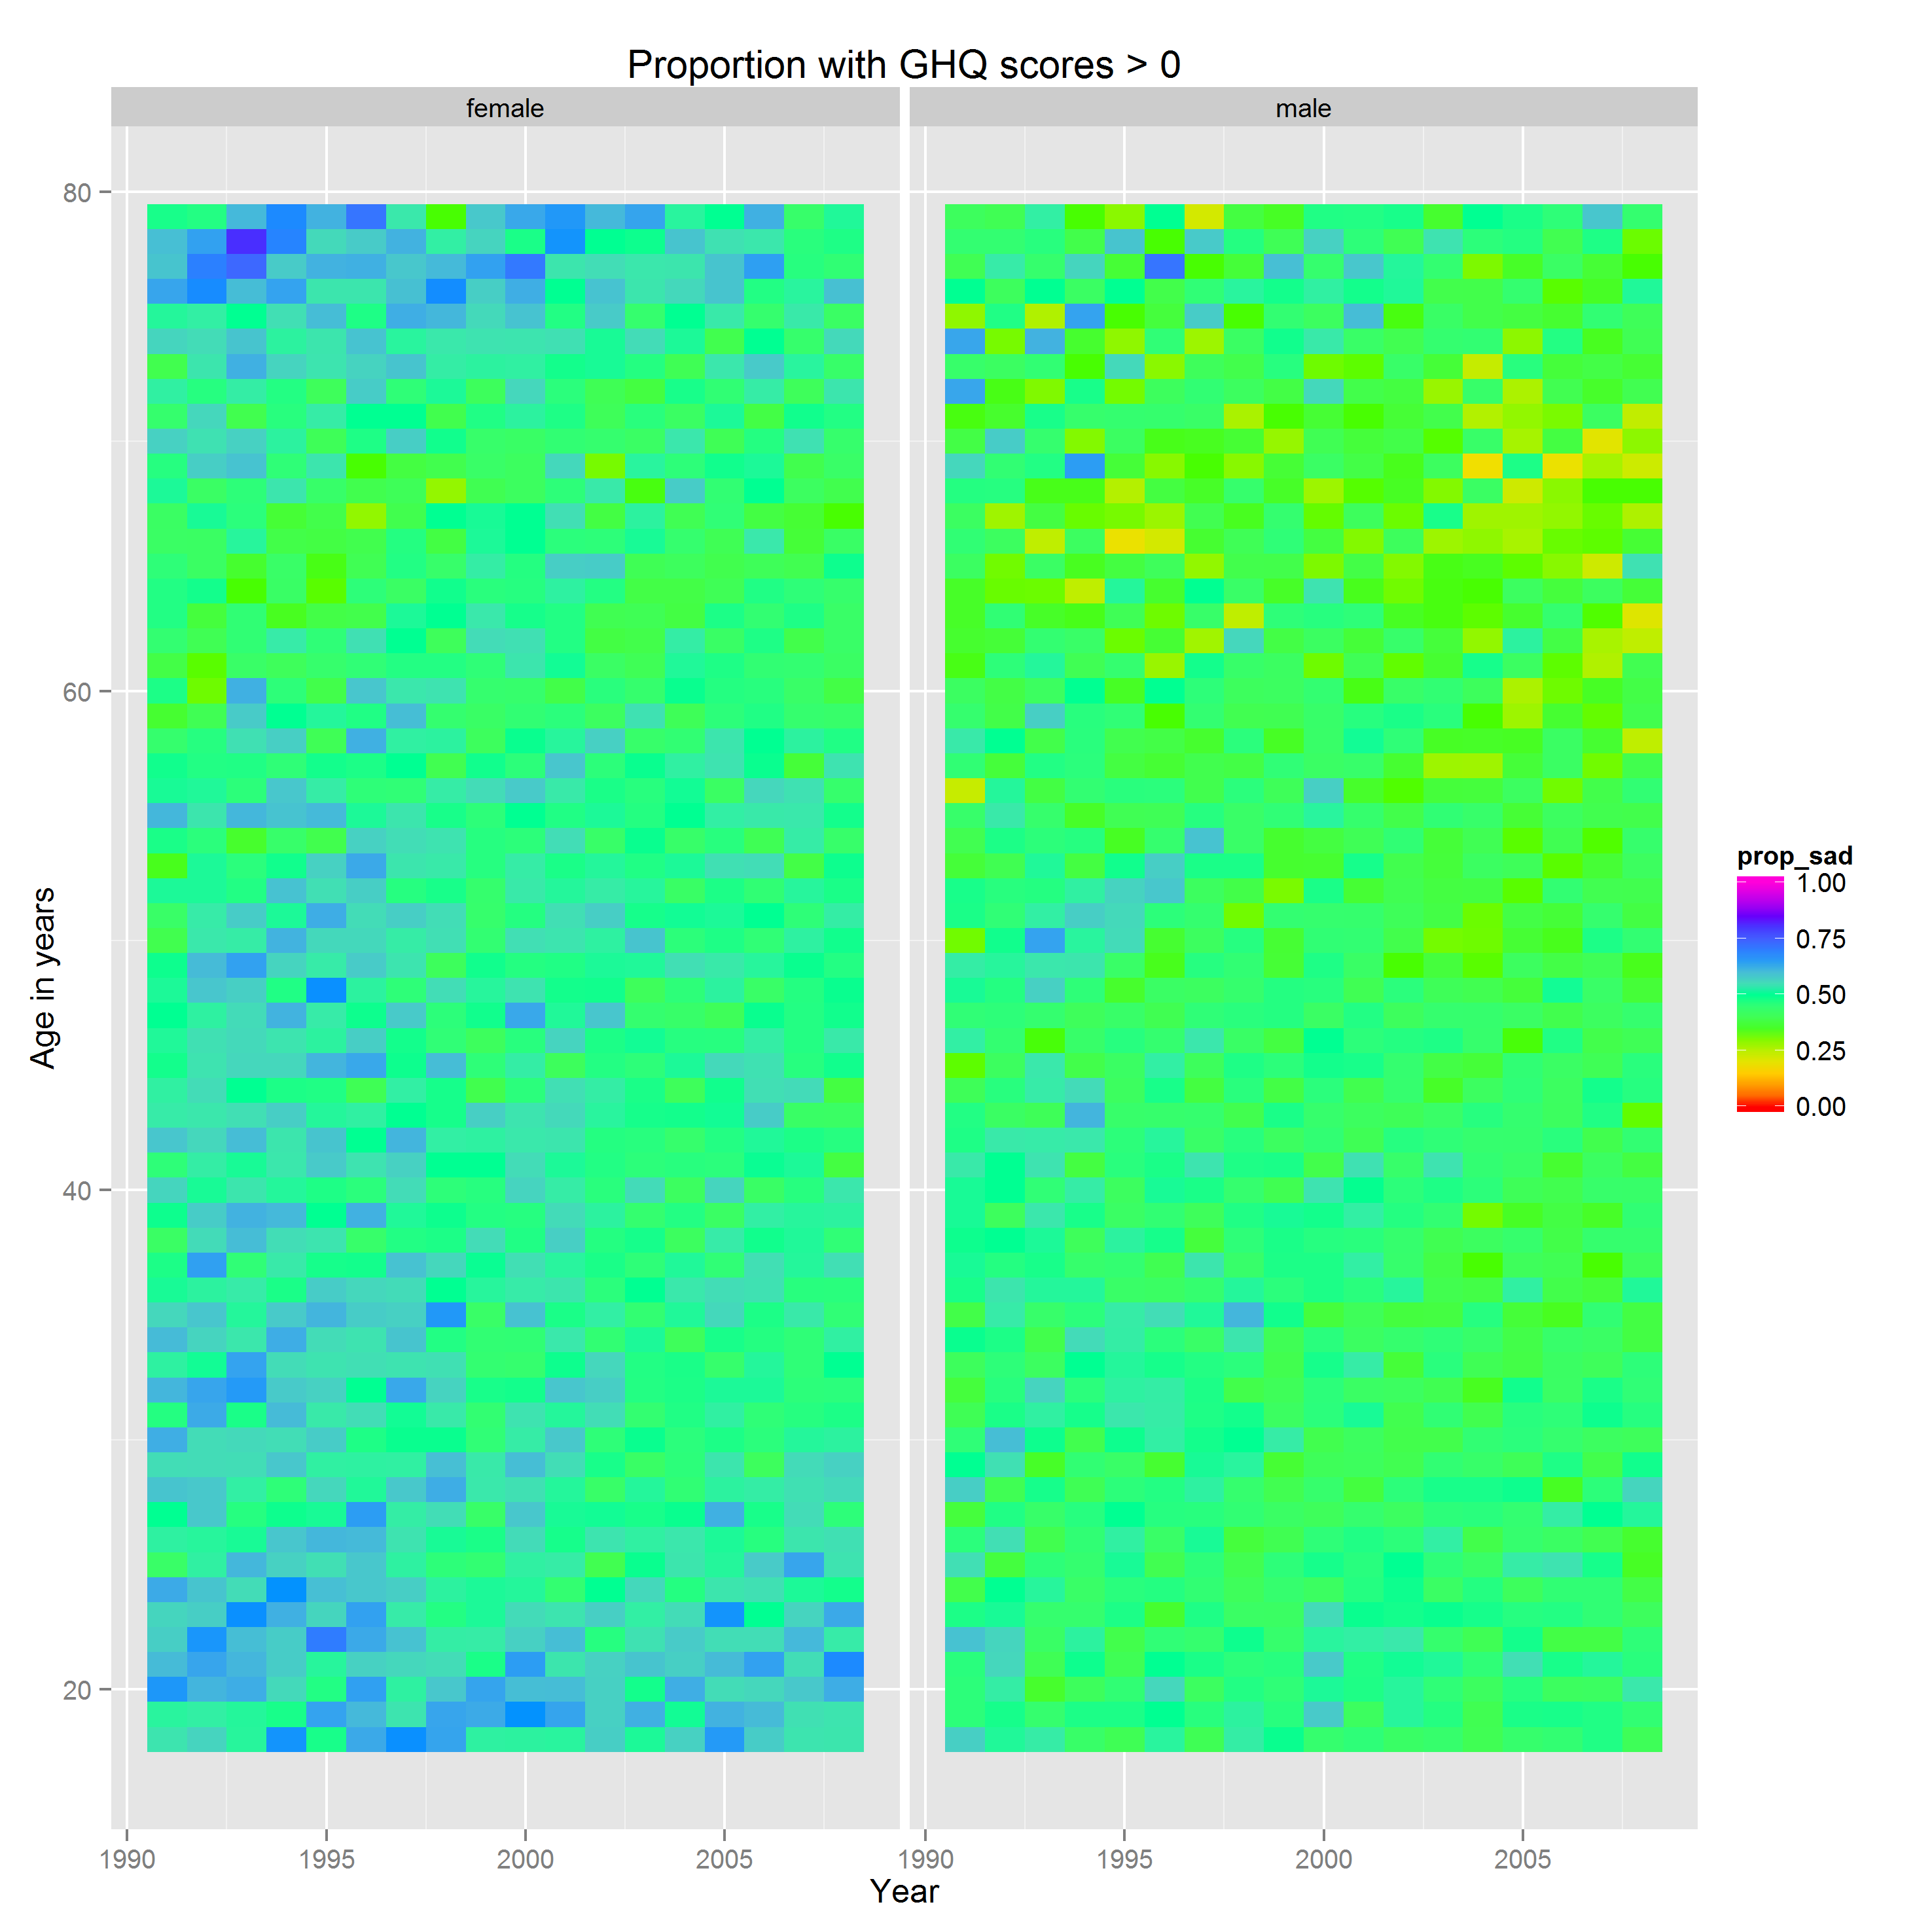 Proportion with GHQ scores > 0
female
male
80
60
40
20
Age in years
1990
1995
2000
2005
1990
1995
2000
2005
Year
prop_sad
1.00
0.75
0.50
0.25
0.00